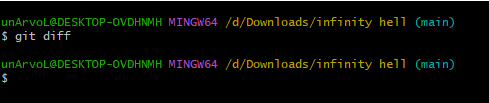 unArvoL@DESKTOP-OVDHNMH MINGW64 /d/Downloads/infinity hell (main)
$ git diff
unArvoL@DESKTOP-OVDHNMH MINGW64 /d/Downloads/infinity hell (main)
$